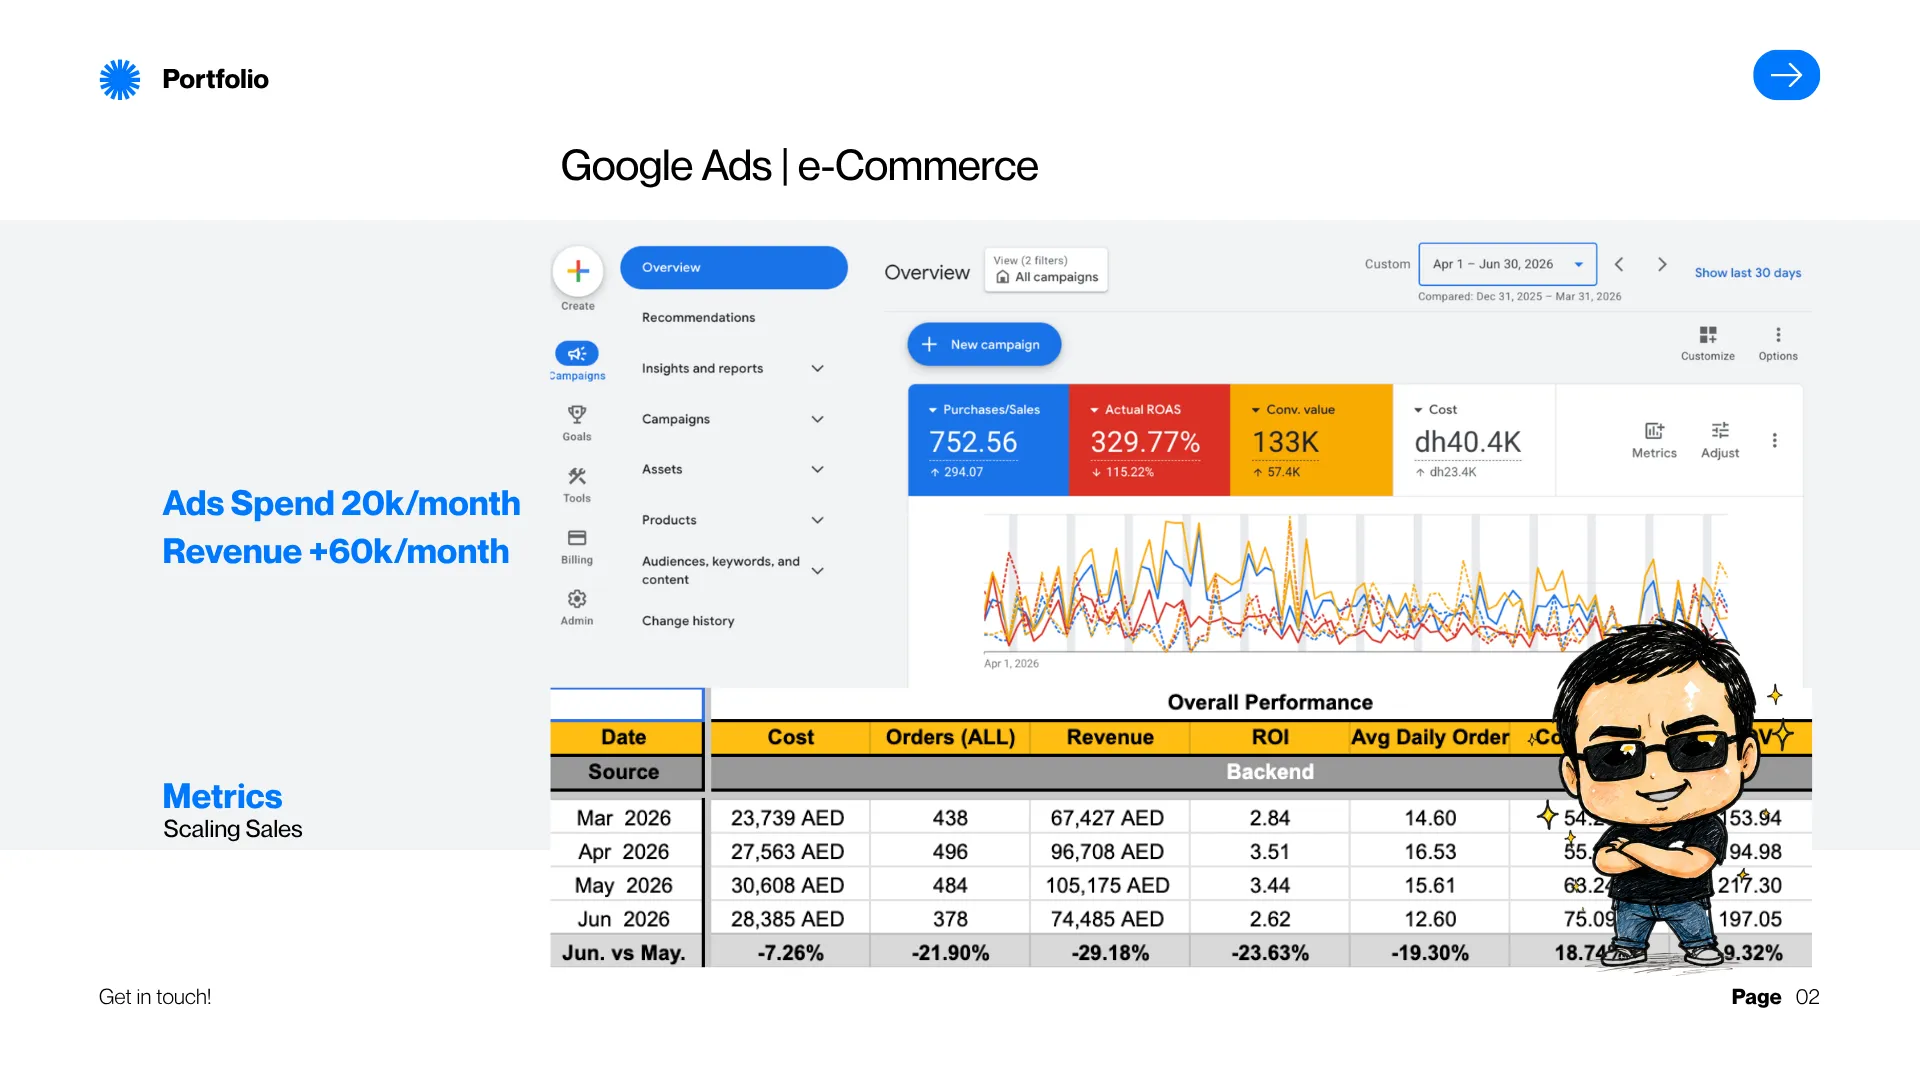 Portfolio
Google Ads | e-Commerce
Ads Spend 20k/month
Revenue +60k/month
Metrics
Scaling Sales
Create
Campaigns
Goals
Tools
Billing
Admin
Overview
Recommendations
Insights and reports
Campaigns
Assets
Products
Audiences, keywords, and
content
Change history
Overview
View (2 filters)
All campaigns
Custom
Apr 1 – Jun 30, 2026
Show last 30 days
Compared: Dec 31, 2025 – Mar 31, 2026
New campaign
Customize
Options
Purchases/Sales Actual ROAS Conv. value Cost
752.56 329.77% 133K dh40.4K
↑ 294.07 ↓ 115.22% ↑ 57.4K ↑ dh23.4K
Metrics
Adjust
Apr 1, 2026
Overall Performance
Date Cost Orders (ALL) Revenue ROI Avg Daily Order
Source Backend
Mar 2026 23,739 AED 438 67,427 AED 2.84 14.60 153.94
Apr 2026 27,563 AED 496 96,708 AED 3.51 16.53 194.98
May 2026 30,608 AED 484 105,175 AED 3.44 15.61 63.24 217.30
Jun 2026 28,385 AED 378 74,485 AED 2.62 12.60 75.09 197.05
Jun. vs May. -7.26% -21.90% -29.18% -23.63% -19.30% 18.74% 9.32%
Get in touch!
Page 02